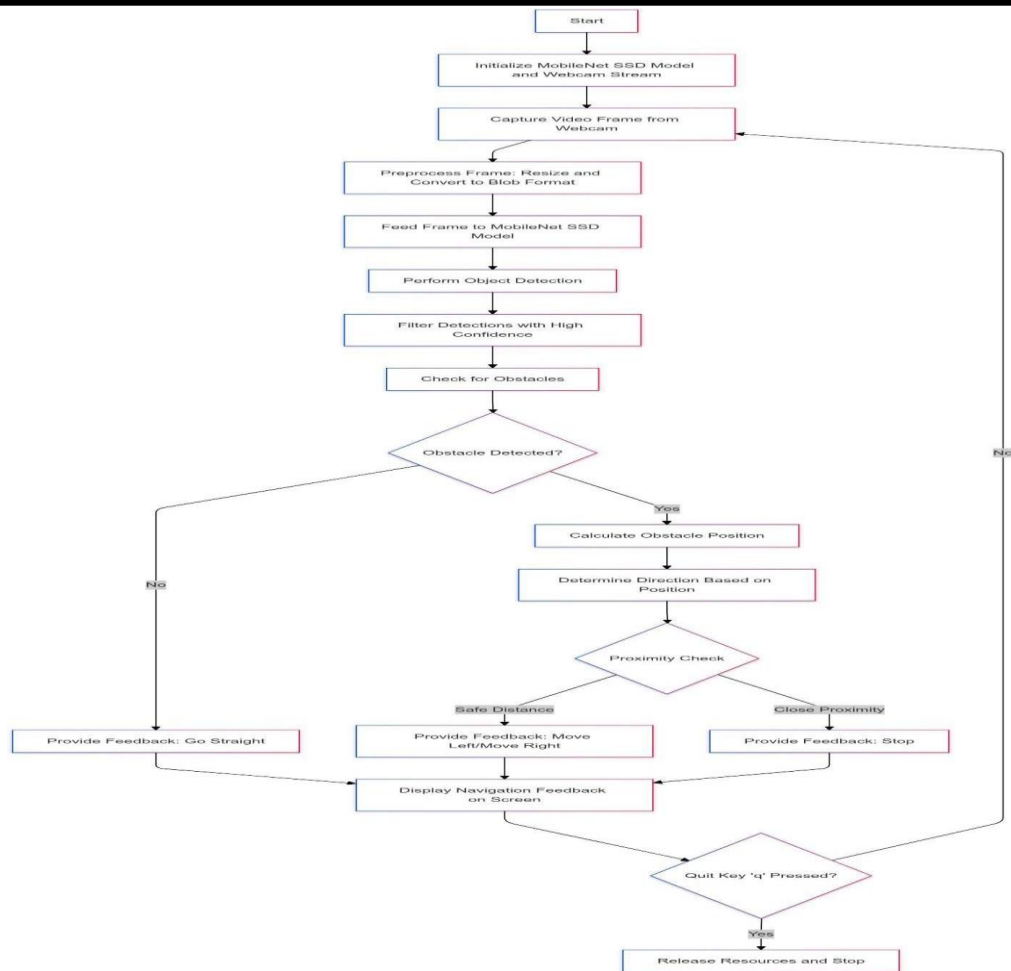 Start
Initialize MobileNet SSD Model
and Webcam Stream
Capture Video Frame from
Webcam
Preprocess Frame: Resize and
Convert to Blob Format
Feed Frame to MobileNet SSD
Model
Perform Object Detection
Filter Detections with High
Confidence
Check for Obstacles
Obstacle Detected?
No
Yes
Calculate Obstacle Position
Determine Direction Based on
Position
No
Proximity Check
Safe Distance
Close Proximity
Provide Feedback: Go Straight
Provide Feedback: Move
Left/Move Right
Provide Feedback: Stop
Display Navigation Feedback
on Screen
Quit Key 'q' Pressed?
Yes
Release Resources and Stop